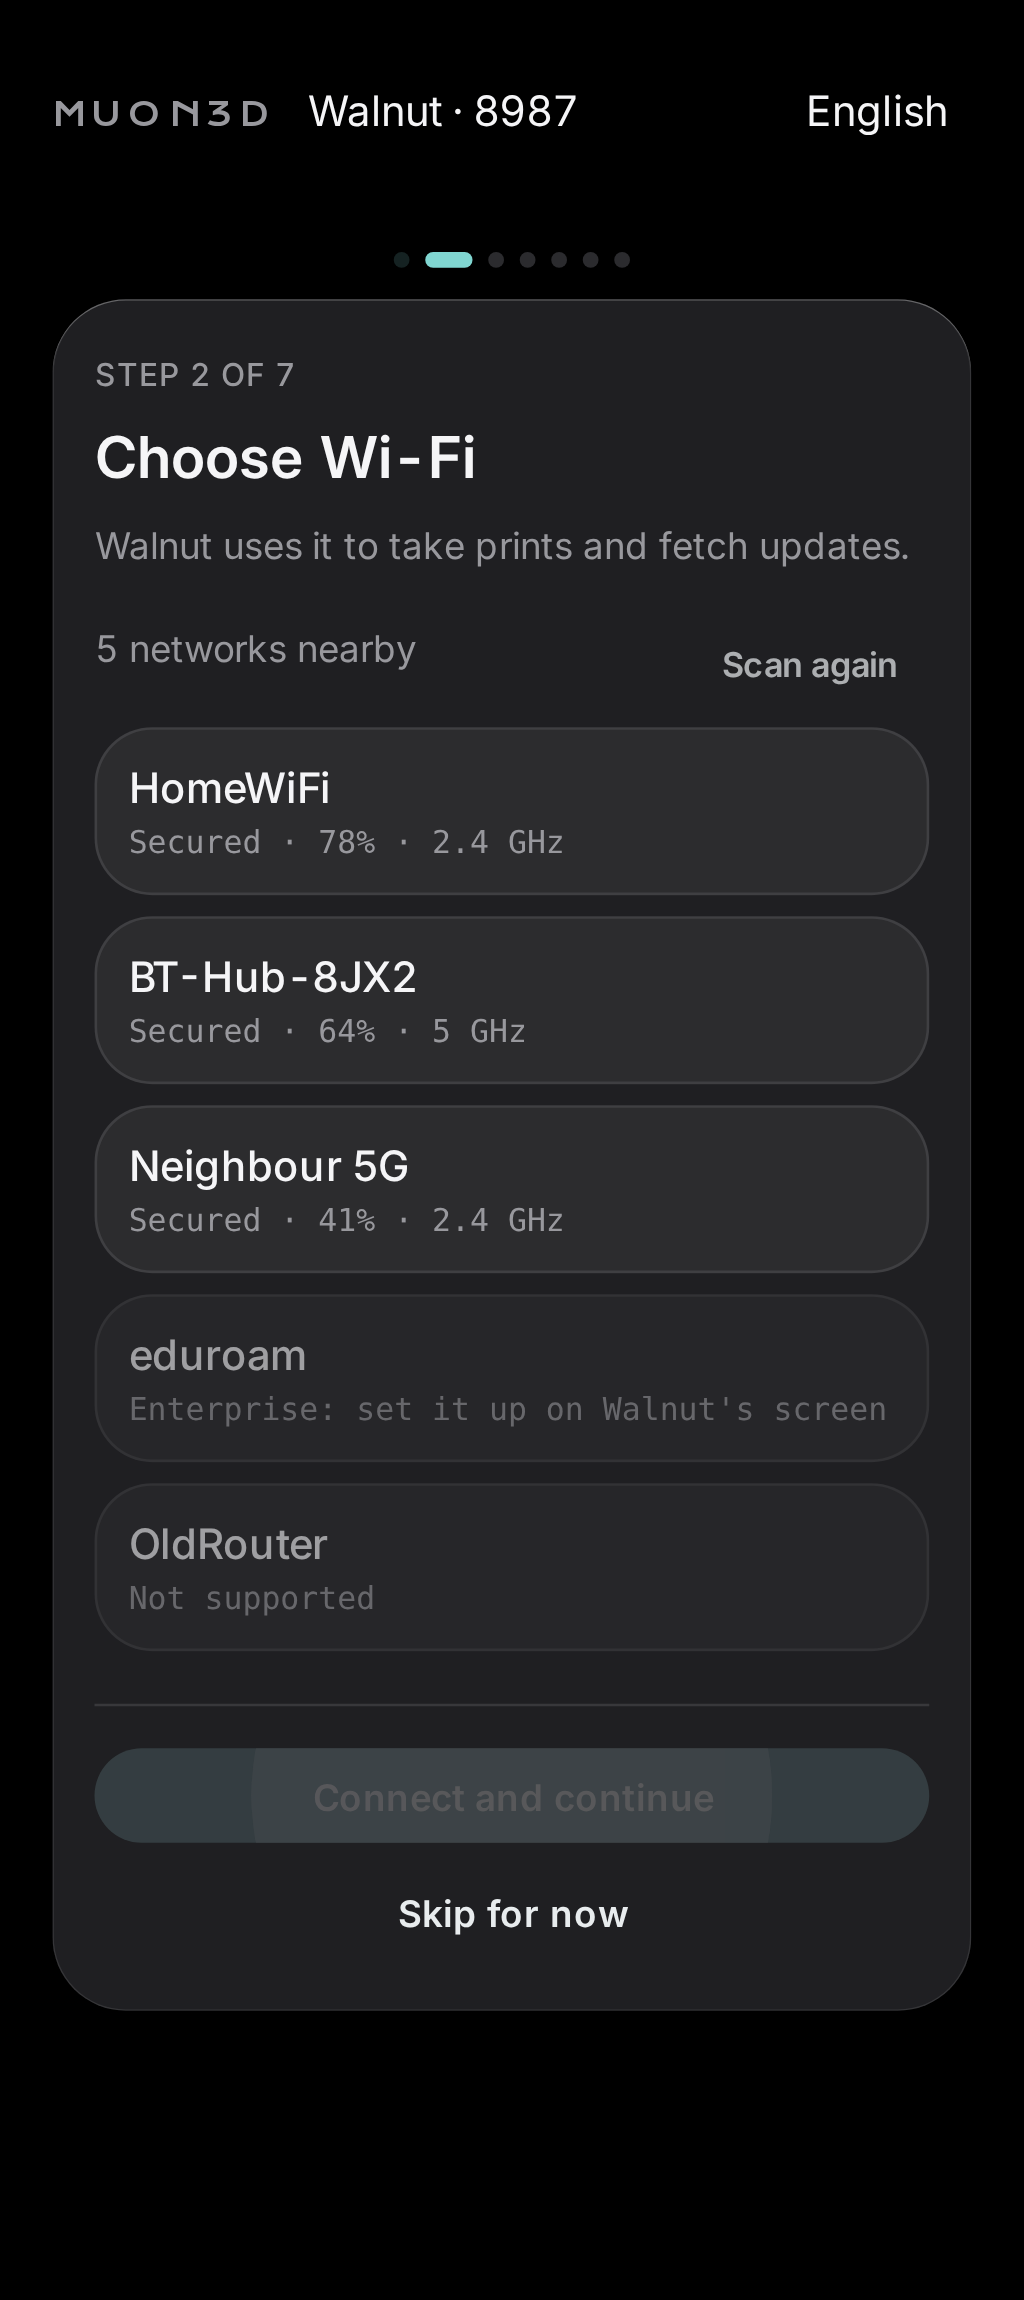 MUON3D Walnut · 8987 English
STEP 2 OF 7
Choose Wi-Fi
Walnut uses it to take prints and fetch updates.
5 networks nearby Scan again
HomeWiFi
Secured · 78% · 2.4 GHz
BT-Hub-8JX2
Secured · 64% · 5 GHz
Neighbour 5G
Secured · 41% · 2.4 GHz
eduroam
Enterprise: set it up on Walnut's screen
OldRouter
Not supported
Connect and continue
Skip for now